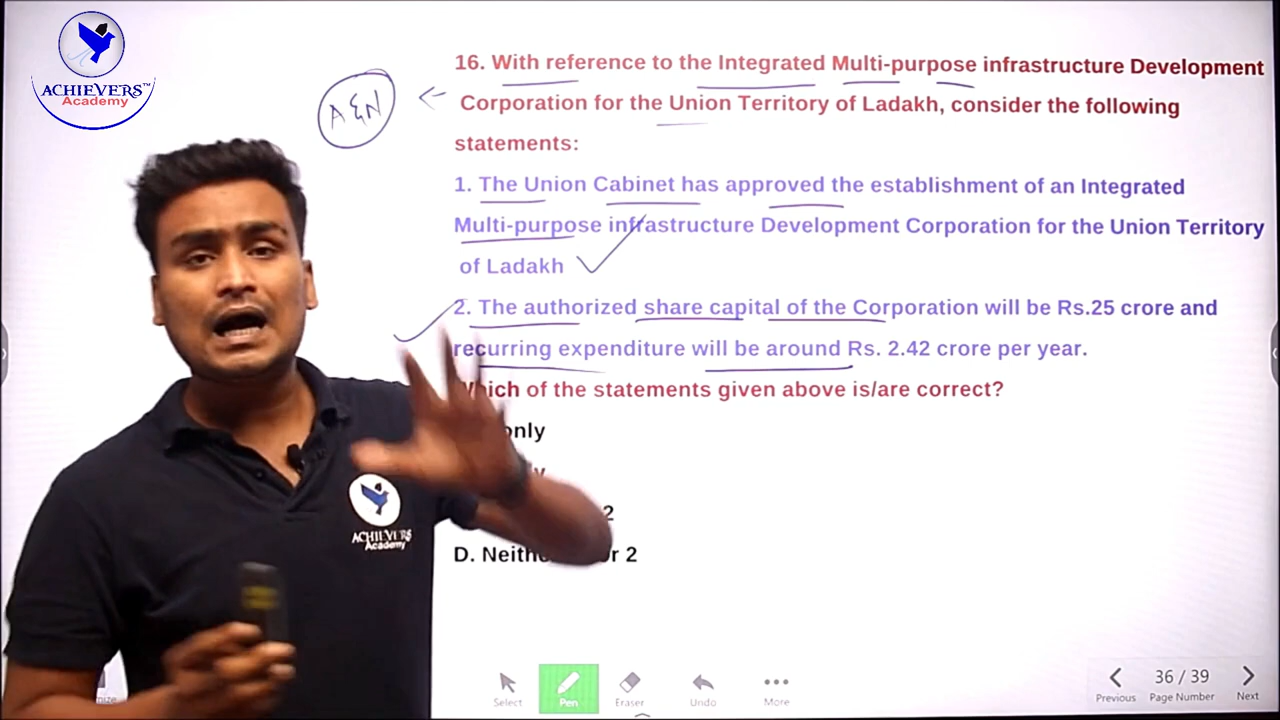 ACHIEVERS™
Academy
A&N
16. With reference to the Integrated Multi-purpose infrastructure Development
Corporation for the Union Territory of Ladakh, consider the following
statements:
1. The Union Cabinet has approved the establishment of an Integrated
Multi-purpose infrastructure Development Corporation for the Union Territory
of Ladakh
2. The authorized share capital of the Corporation will be Rs.25 crore and
recurring expenditure will be around Rs. 2.42 crore per year.
Which of the statements given above is/are correct?
only
2
D. Neither or 2
ACHIEVERS
Academy
Select
Pen
Eraser
Undo
More
36 / 39
Previous
Page Number
Next